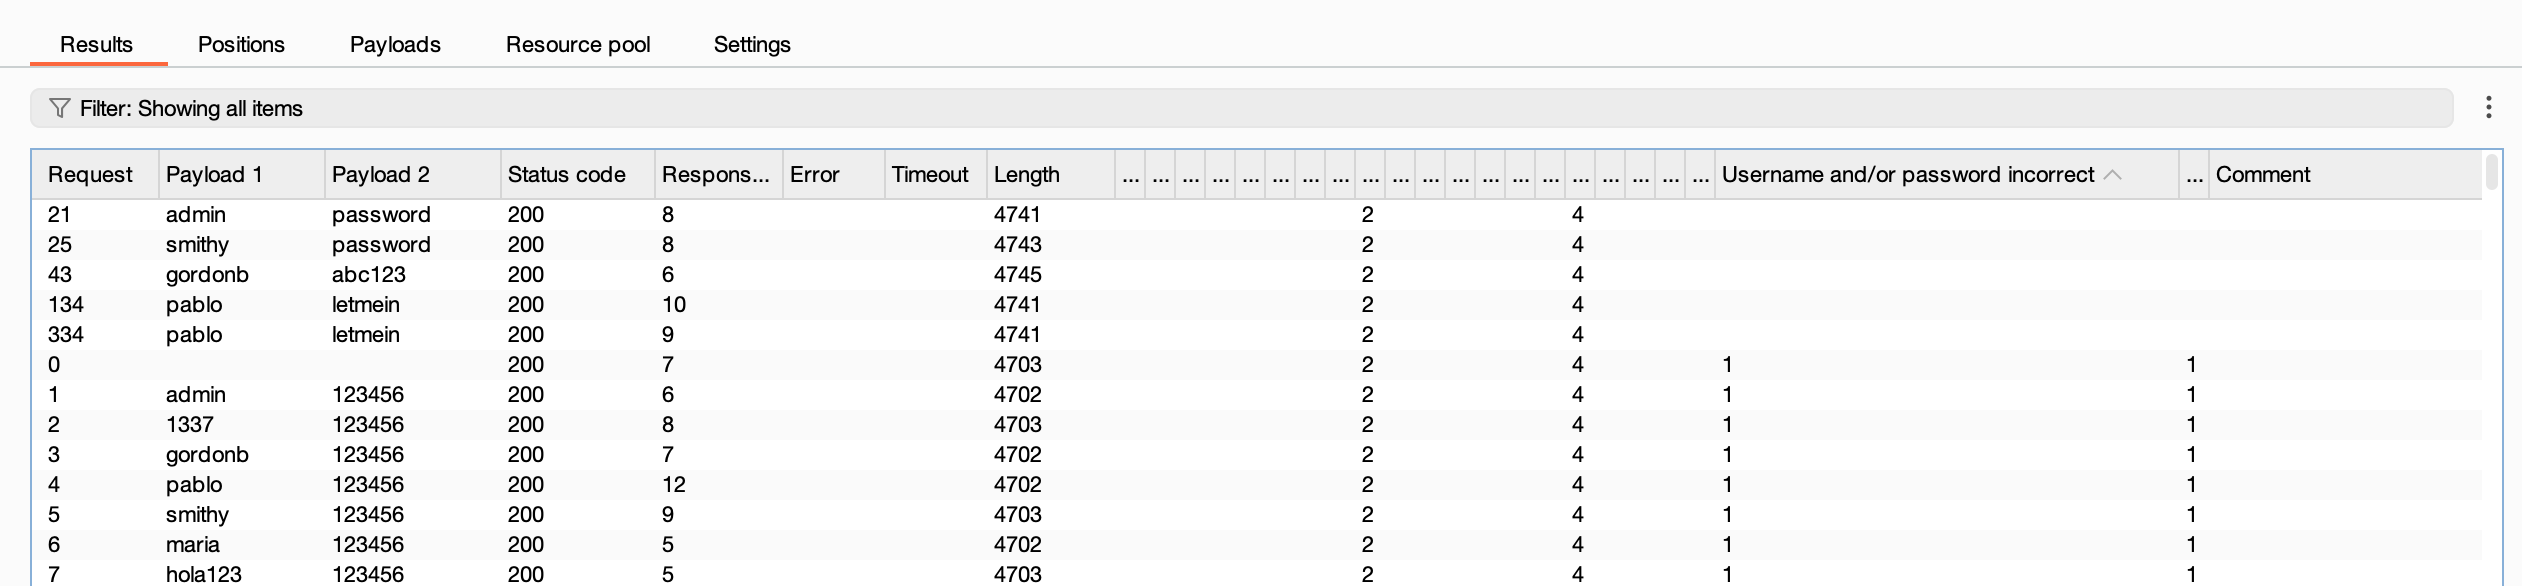 Results Positions Payloads Resource pool Settings
Filter: Showing all items
Request Payload 1 Payload 2 Status code Respons... Error Timeout Length ... ... ... ... ... ... ... ... ... ... ... ... ... ... ... ... ... ... ... ... Username and/or password incorrect ... Comment
21 admin password 200 8 4741 2 4
25 smithy password 200 8 4743 2 4
43 gordonb abc123 200 6 4745 2 4
134 pablo letmein 200 10 4741 2 4
334 pablo letmein 200 9 4741 2 4
0 200 7 4703 2 4 1 1
1 admin 123456 200 6 4702 2 4 1 1
2 1337 123456 200 8 4703 2 4 1 1
3 gordonb 123456 200 7 4702 2 4 1 1
4 pablo 123456 200 12 4702 2 4 1 1
5 smithy 123456 200 9 4703 2 4 1 1
6 maria 123456 200 5 4702 2 4 1 1
7 hola123 123456 200 5 4703 2 4 1 1